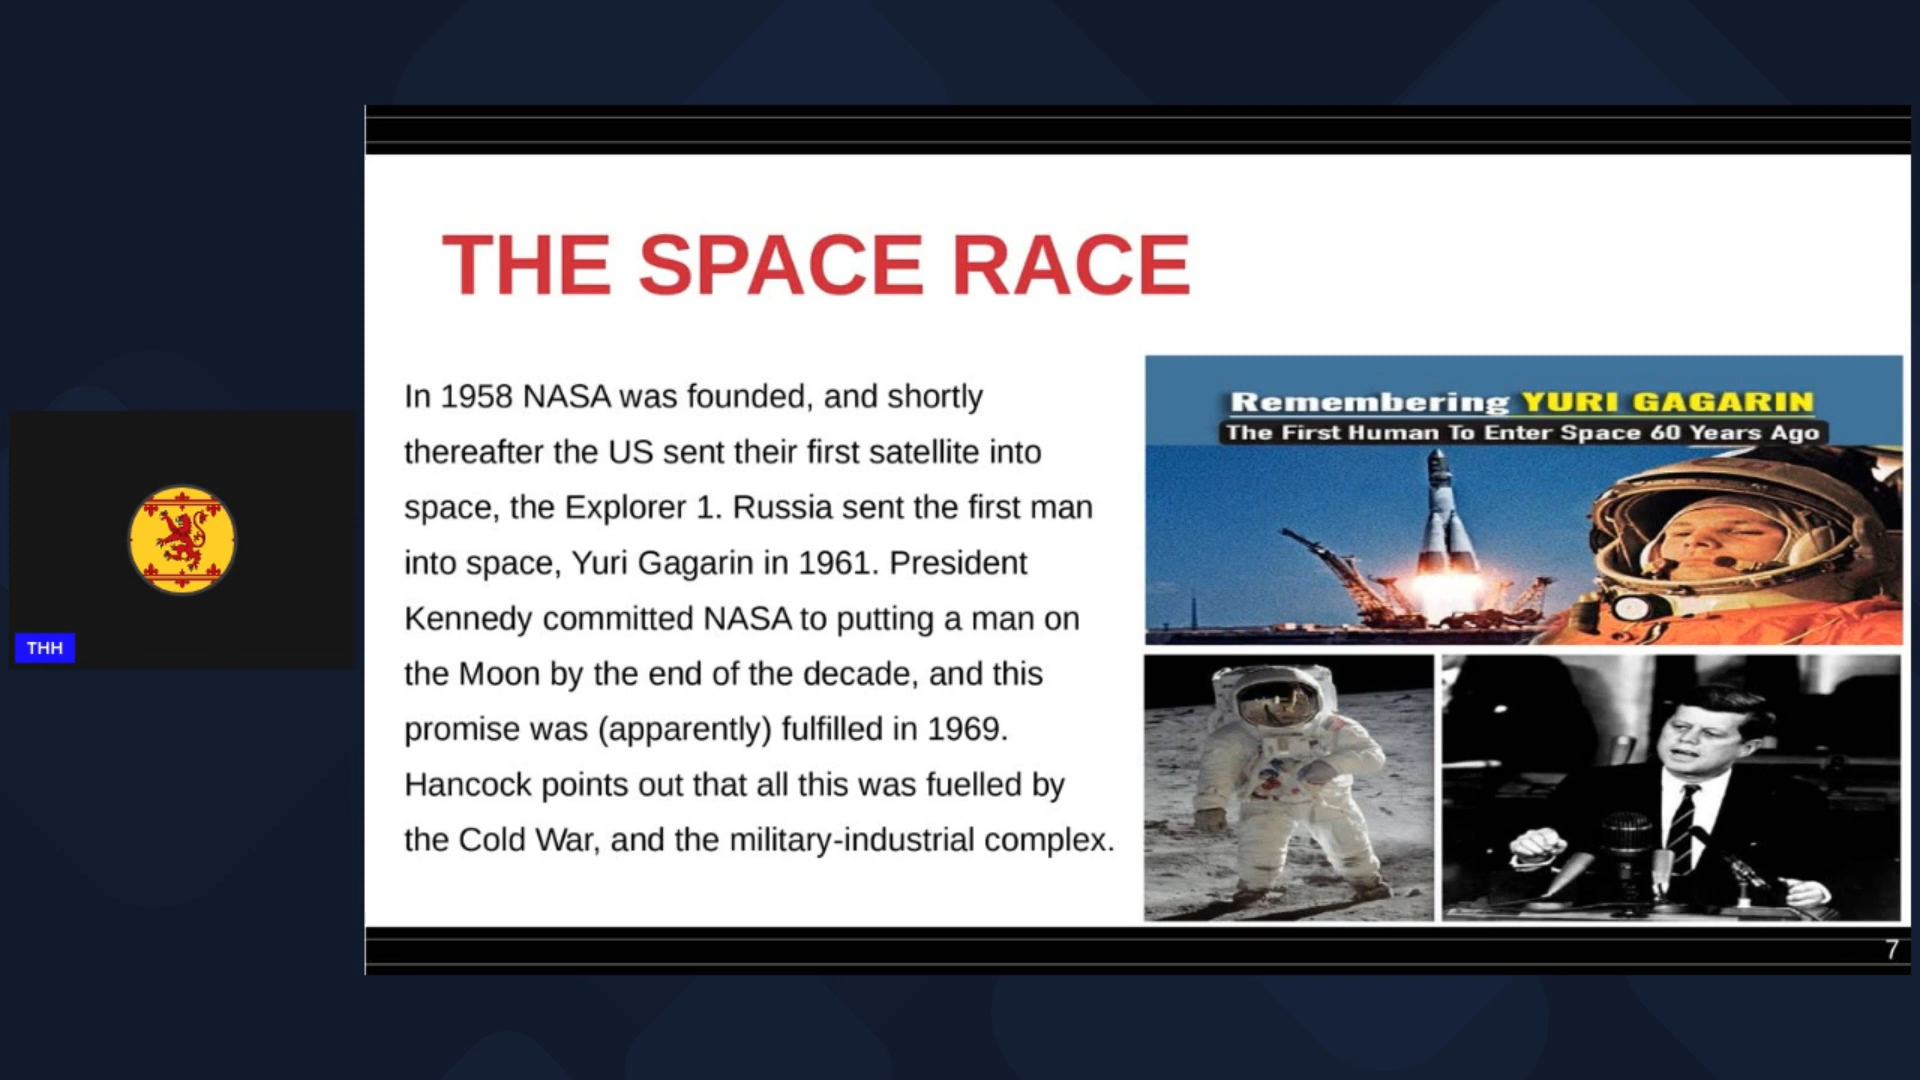 THE SPACE RACE
In 1958 NASA was founded, and shortly
thereafter the US sent their first satellite into
space, the Explorer 1. Russia sent the first man
into space, Yuri Gagarin in 1961. President
Kennedy committed NASA to putting a man on
the Moon by the end of the decade, and this
promise was (apparently) fulfilled in 1969.
Hancock points out that all this was fuelled by
the Cold War, and the military-industrial complex.
Remembering YURI GAGARIN
The First Human To Enter Space 60 Years Ago
THH
7